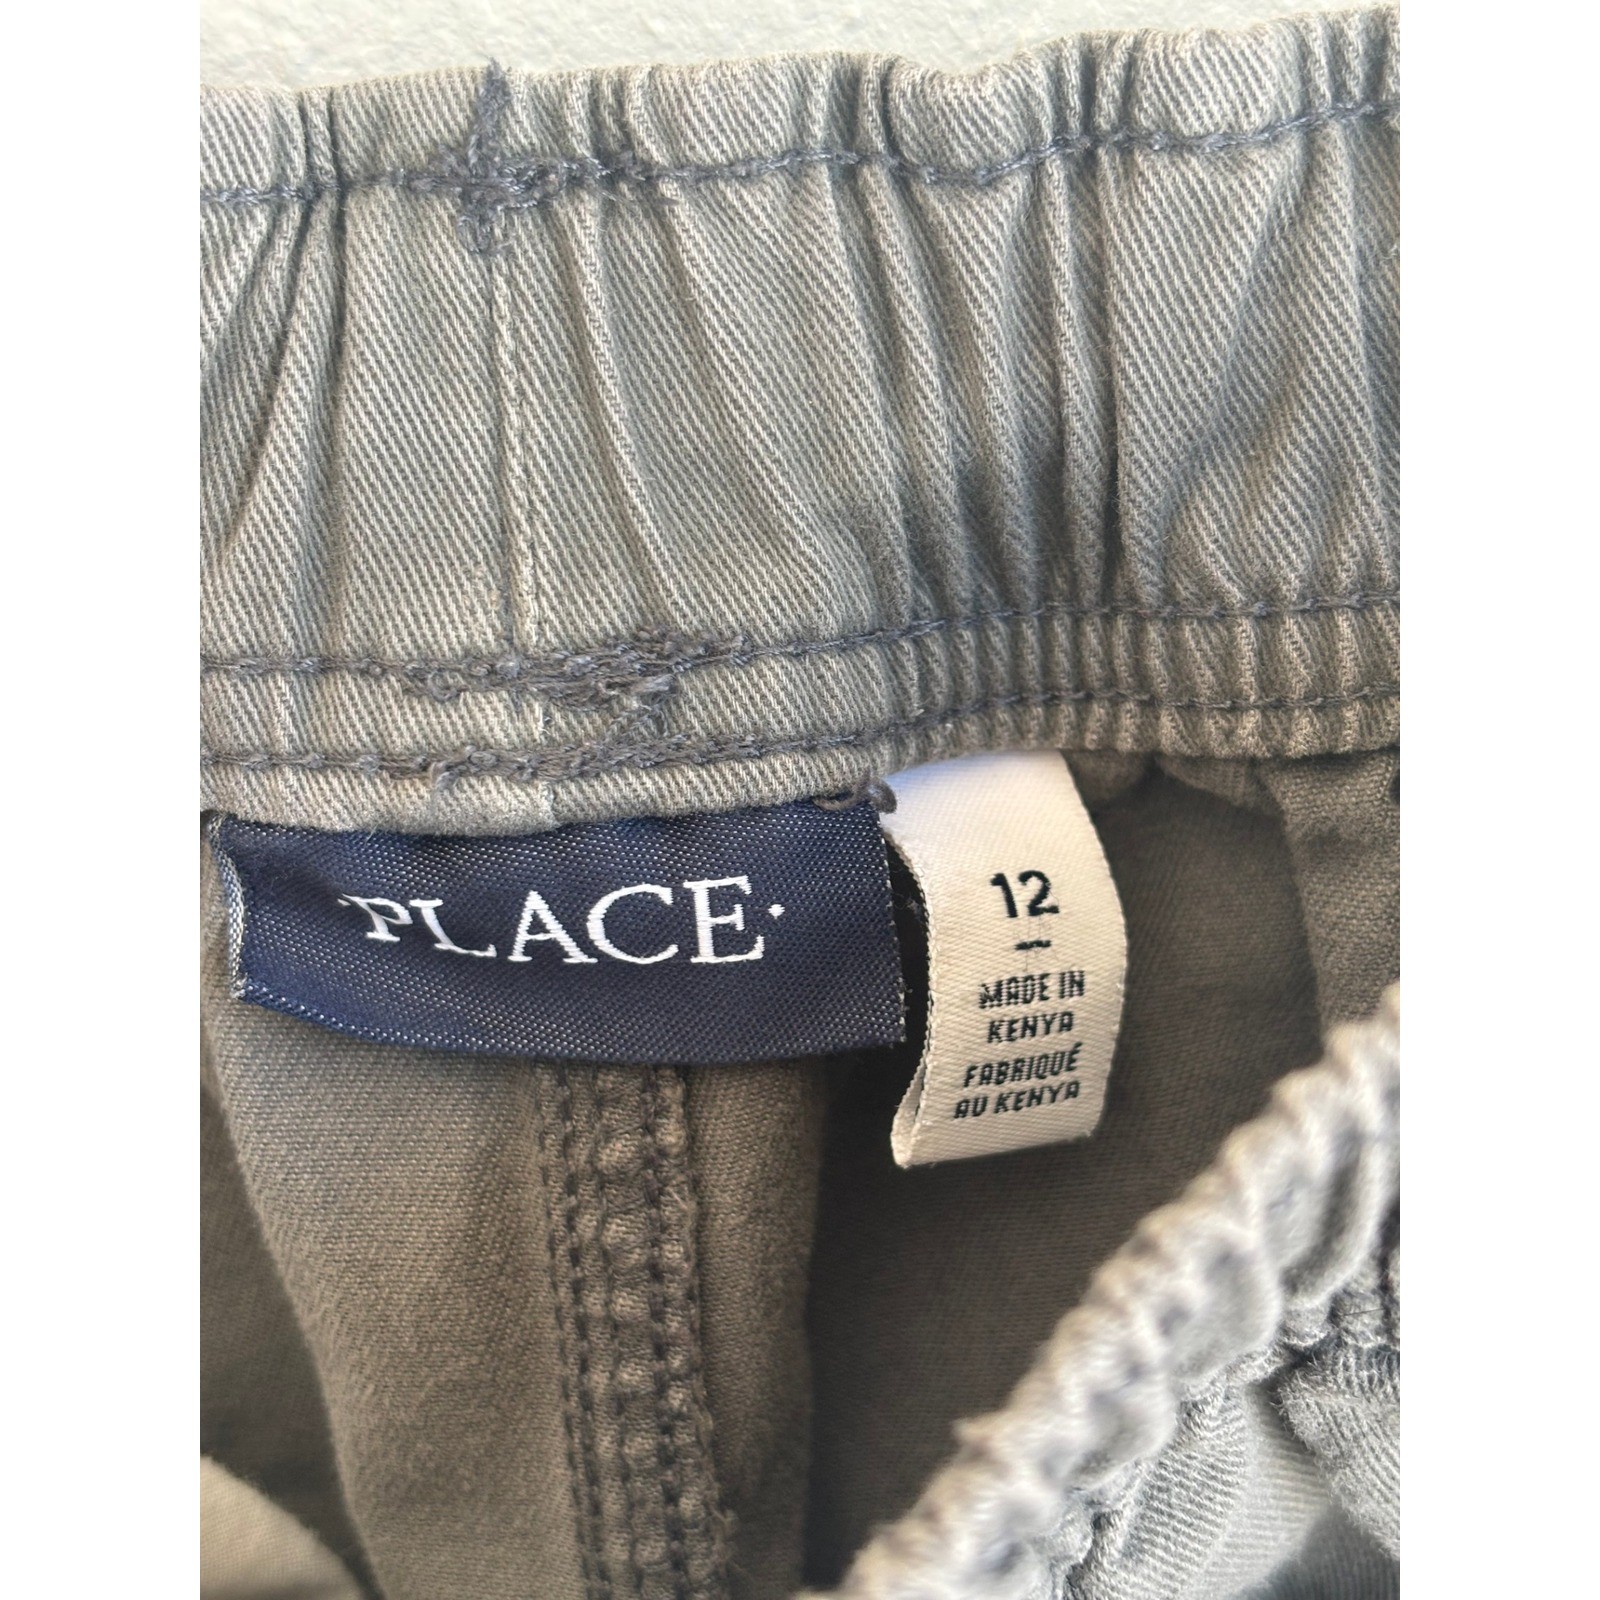 ·PLACE·
12
MADE IN
KENYA
FABRIQUÉ
AU KENYA